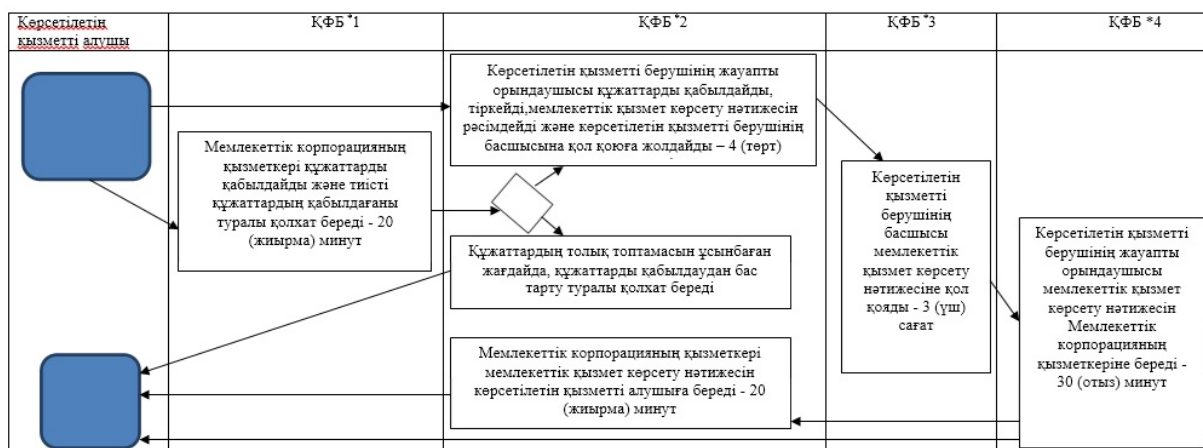 Көрсетілетін
қызметті алушы
ҚФБ *1
ҚФБ *2
ҚФБ *3
ҚФБ *4
Көрсетілетін қызметті берушінің жауапты
орындаушысы құжаттарды қабылдайды,
тіркейді,мемлекеттік қызмет көрсету нәтижесін
рәсімдейді және көрсетілетін қызметті берушінің
басшысына қол қоюға жолдайды – 4 (төрт)
Мемлекеттік корпорацияның
қызметкері құжаттарды
қабылдайды және тиісті
құжаттардың қабылдағаны
туралы қолхат береді - 20
(жиырма) минут
Құжаттардың толық топтамасын ұсынбаған
жағдайда, құжаттарды қабылдаудан бас
тарту туралы қолхат береді
Мемлекеттік корпорацияның қызметкері
мемлекеттік қызмет көрсету нәтижесін
көрсетілетін қызметті алушыға береді - 20
(жиырма) минут
Көрсетілетін
қызметті
берушінің
басшысы
мемлекеттік
қызмет көрсету
нәтижесіне қол
қояды - 3 (үш)
сағат
Көрсетілетін қызметті
берушінің жауапты
орындаушысы
мемлекеттік қызмет
көрсету нәтижесін
Мемлекеттік
корпорацияның
қызметкеріне береді -
30 (отыз) минут